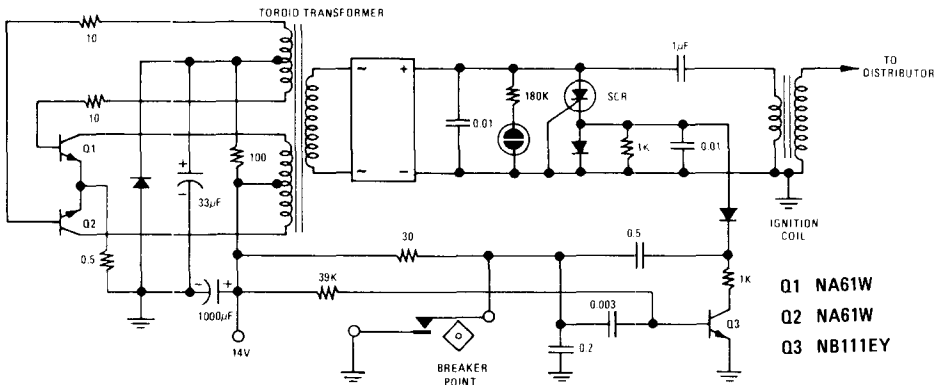 TOROID TRANSFORMER
10
10
Q1
Q2
0.5
+
−
33µF
100
− +
1000µF
14V
~ +
~ −
0.01
180K
SCR
1K
0.01
1µF
TO
DISTRIBUTOR
IGNITION
COIL
30
39K
0.5
0.003
0.2
1K
Q3
BREAKER
POINT
Q1 NA61W
Q2 NA61W
Q3 NB111EY